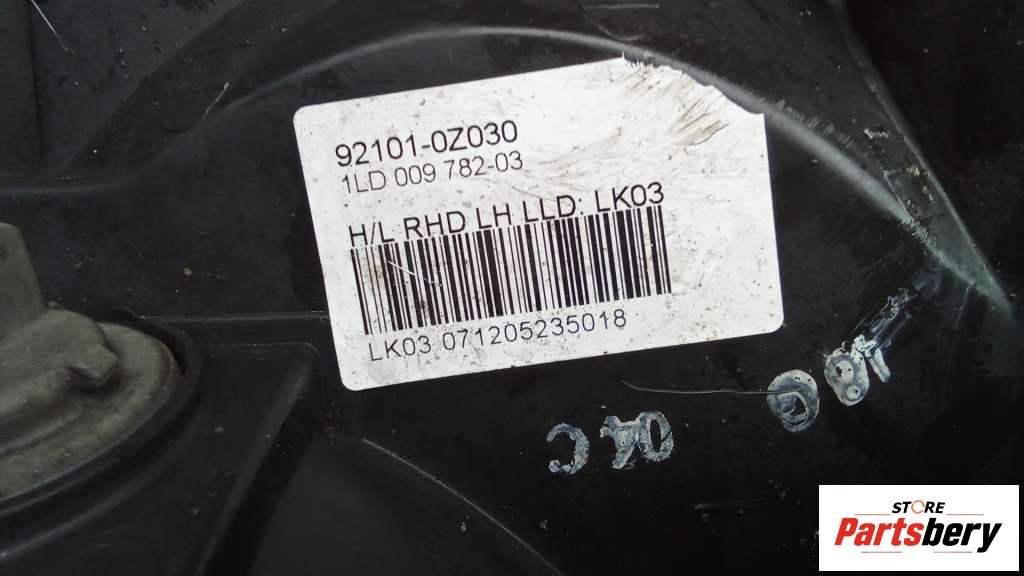 92101-0Z030
1LD 009 782-03
H/L RHD LH LLD: LK03
LK03 071205235018
STORE
Partsbery